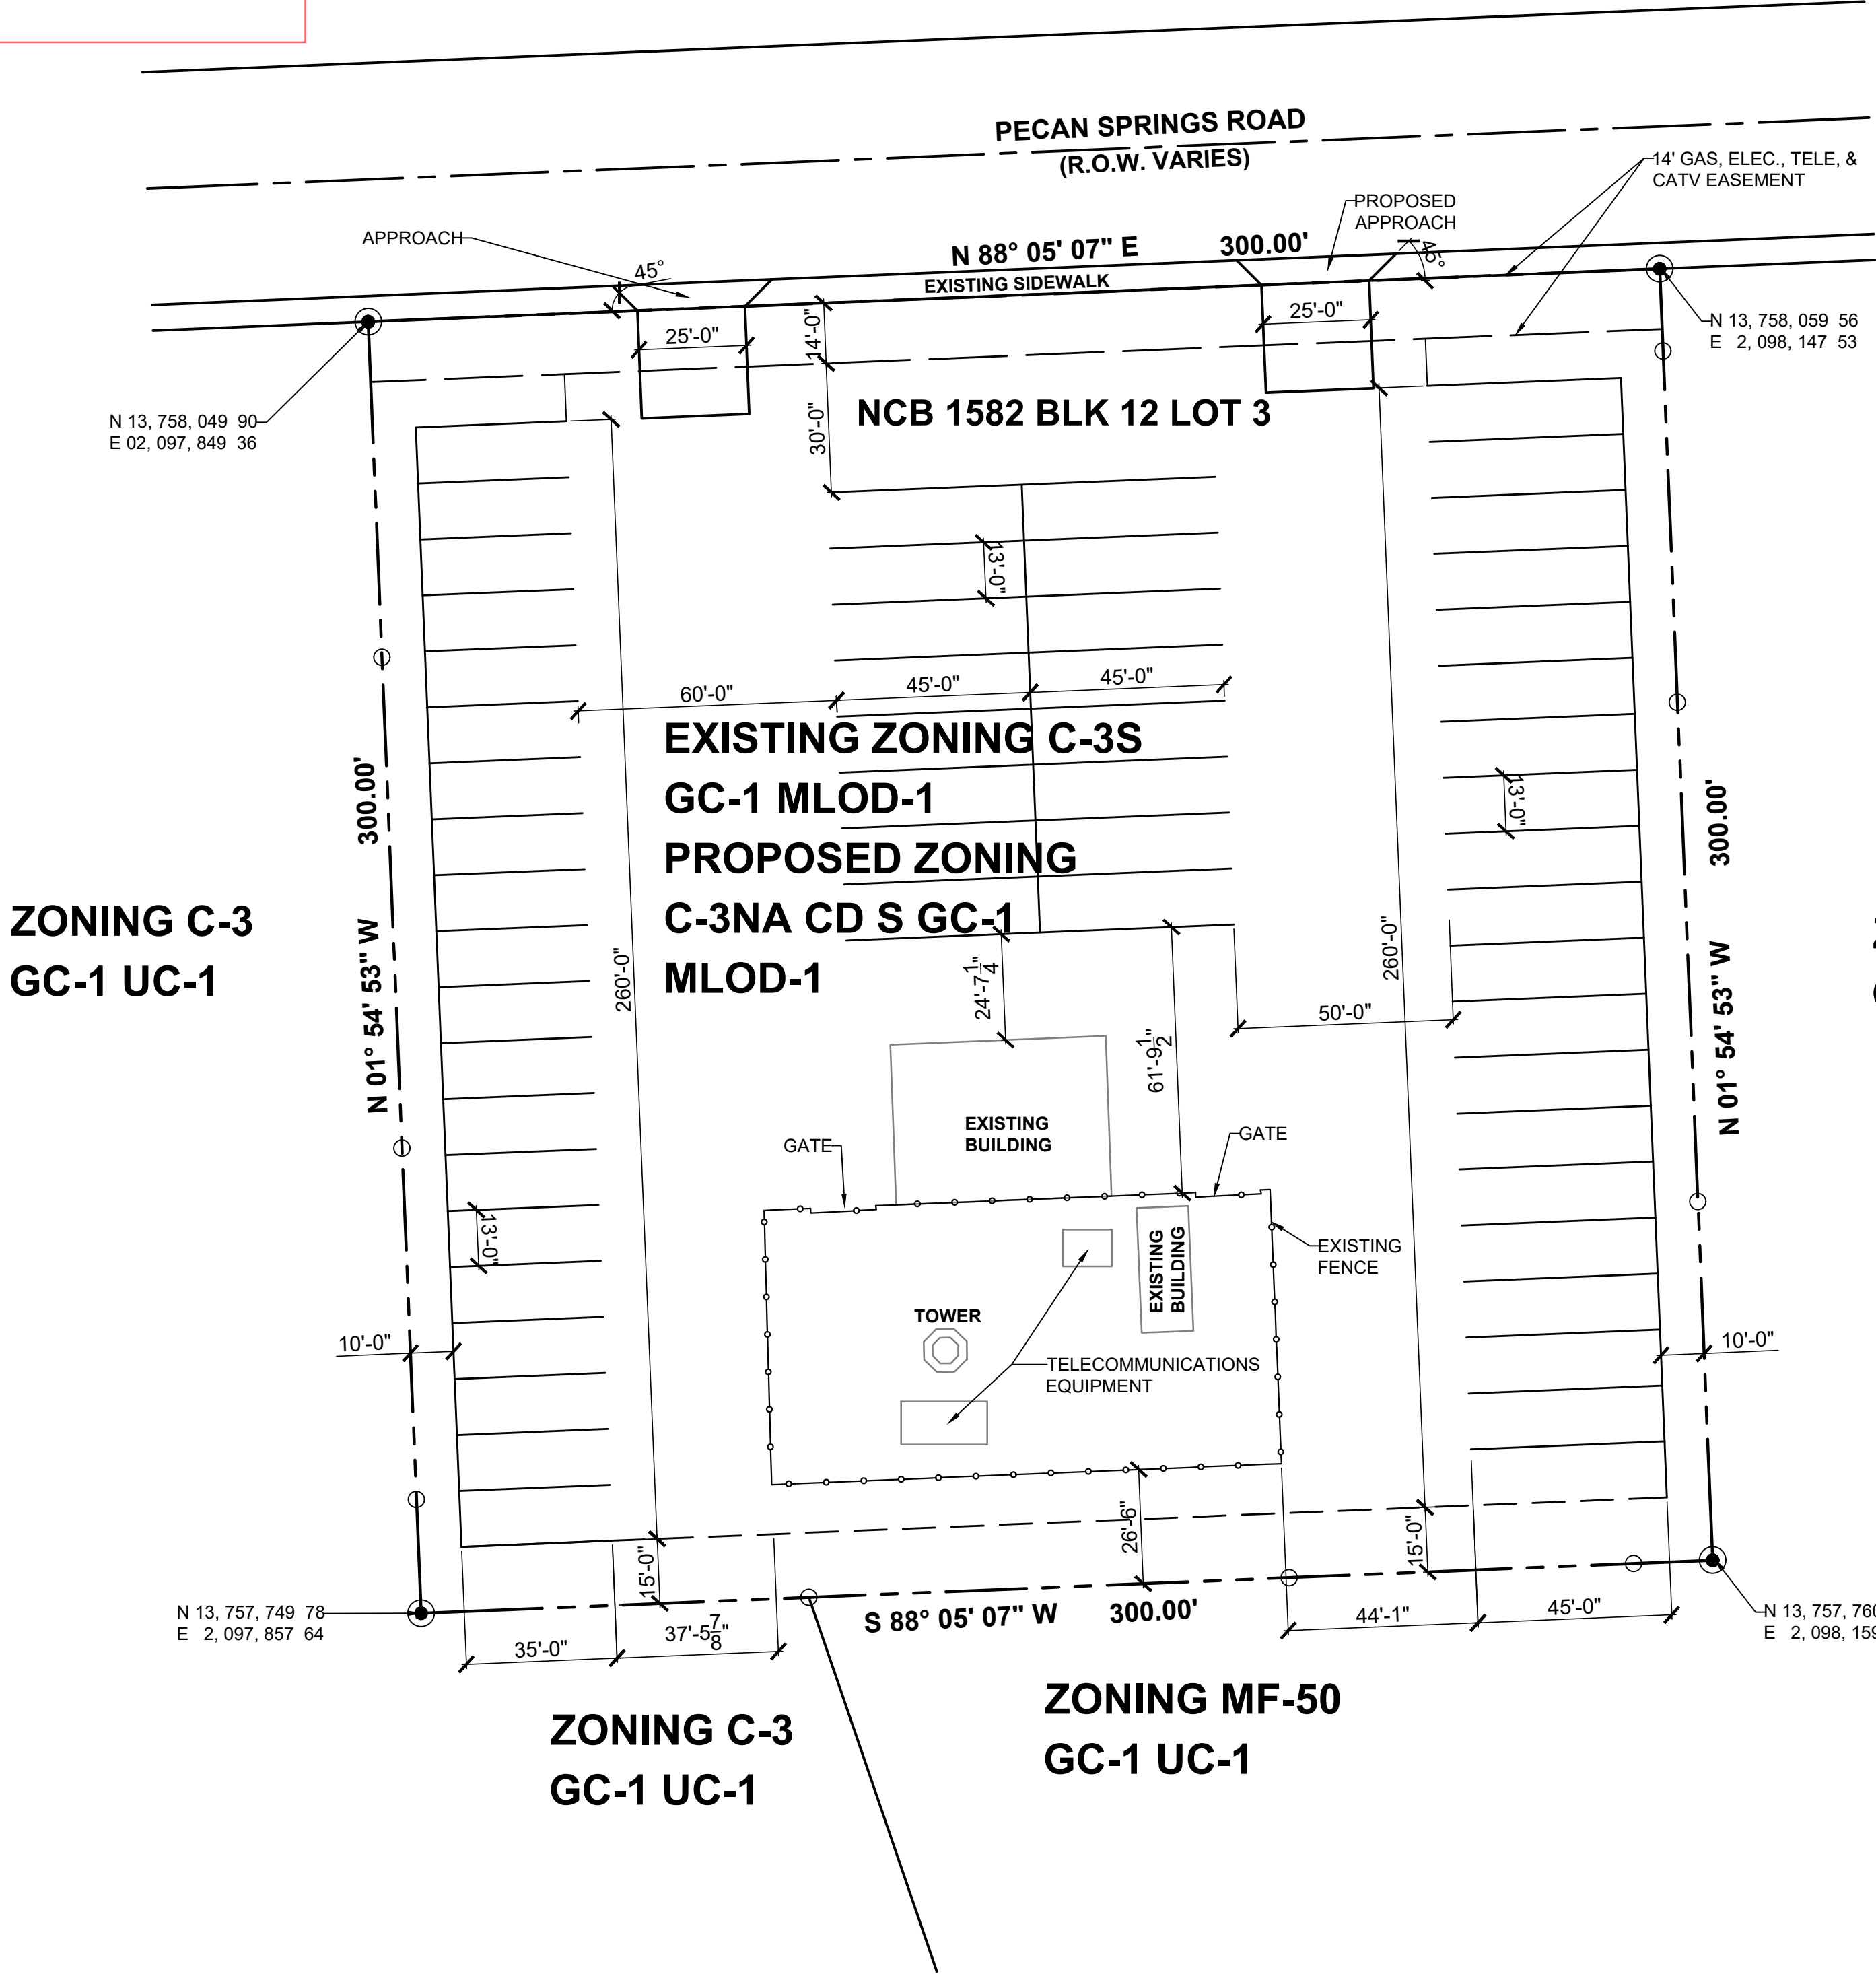 PECAN SPRINGS ROAD
(R.O.W. VARIES)
14' GAS, ELEC., TELE, &
CATV EASEMENT
PROPOSED
APPROACH
APPROACH
N 88° 05' 07" E 300.00'
EXISTING SIDEWALK
45°
45°
25'-0"
25'-0"
14'-0"
30'-0"
N 13, 758, 059 56
E 2, 098, 147 53
N 13, 758, 049 90
E 02, 097, 849 36
NCB 1582 BLK 12 LOT 3
13'-0"
60'-0"
45'-0"
45'-0"
EXISTING ZONING C-3S
GC-1 MLOD-1
PROPOSED ZONING
C-3NA CD S GC-1
MLOD-1
N 01° 54' 53" W 300.00'
N 01° 54' 53" W 300.00'
13'-0"
ZONING C-3
GC-1 UC-1
260'-0"
260'-0"
24'-7 1/4"
61'-9 1/2"
50'-0"
EXISTING
BUILDING
GATE
GATE
13'-0"
EXISTING
BUILDING
EXISTING
FENCE
TOWER
TELECOMMUNICATIONS
EQUIPMENT
10'-0"
10'-0"
26'-6"
15'-0"
15'-0"
S 88° 05' 07" W 300.00'
N 13, 757, 749 78
E 2, 097, 857 64
35'-0"
37'-5 7/8"
44'-1"
45'-0"
N 13, 757, 760
E 2, 098, 159
ZONING C-3
GC-1 UC-1
ZONING MF-50
GC-1 UC-1